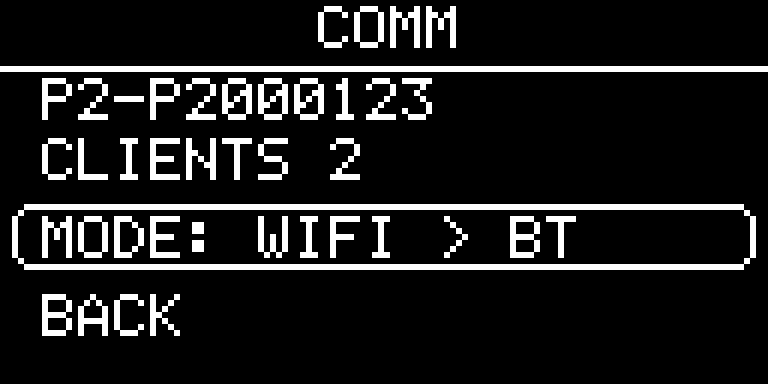 COMM
P2-P2000123
CLIENTS 2
MODE: WIFI > BT
BACK